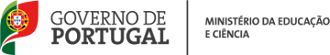 GOVERNO DE
PORTUGAL
MINISTÉRIO DA EDUCAÇÃO
E CIÊNCIA